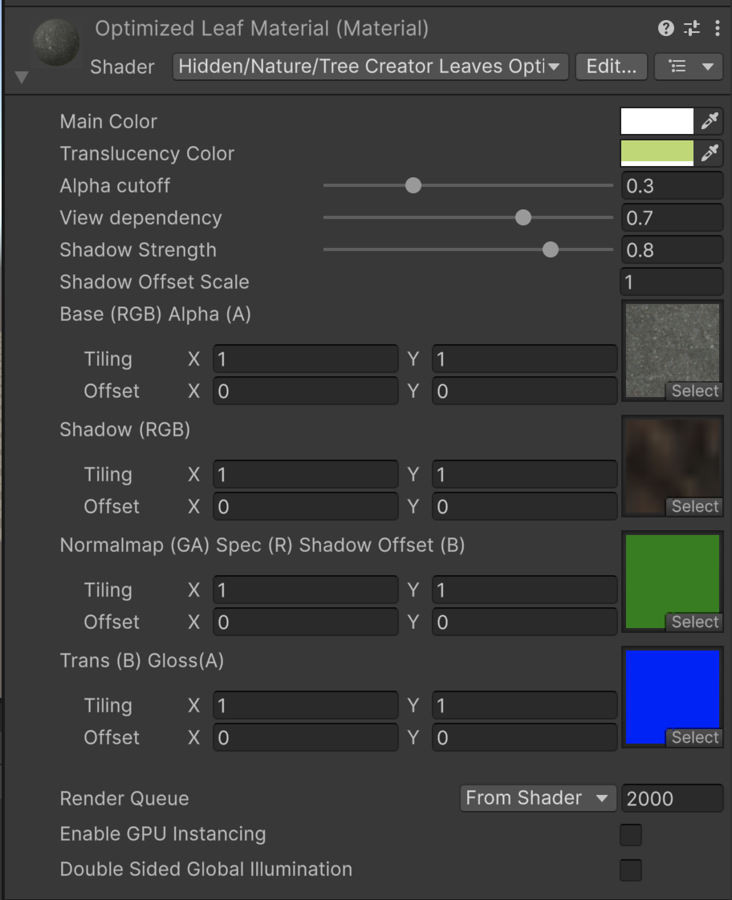 Optimized Leaf Material (Material)
Shader Hidden/Nature/Tree Creator Leaves Opti Edit...
Main Color
Translucency Color
Alpha cutoff 0.3
View dependency 0.7
Shadow Strength 0.8
Shadow Offset Scale 1
Base (RGB) Alpha (A)
Tiling X 1 Y 1
Offset X 0 Y 0 Select
Shadow (RGB)
Tiling X 1 Y 1
Offset X 0 Y 0 Select
Normalmap (GA) Spec (R) Shadow Offset (B)
Tiling X 1 Y 1
Offset X 0 Y 0 Select
Trans (B) Gloss(A)
Tiling X 1 Y 1
Offset X 0 Y 0 Select
Render Queue From Shader 2000
Enable GPU Instancing
Double Sided Global Illumination